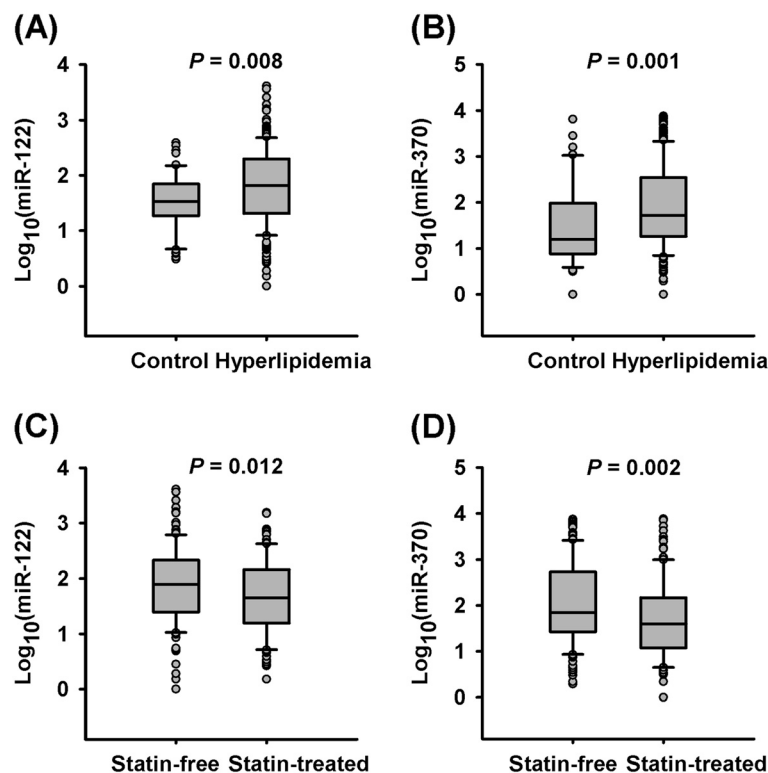 (A)
P = 0.008
Log10(miR-122)
4
3
2
1
0
Control Hyperlipidemia
(B)
P = 0.001
Log10(miR-370)
5
4
3
2
1
0
Control Hyperlipidemia
(C)
P = 0.012
Log10(miR-122)
4
3
2
1
0
Statin-free Statin-treated
(D)
P = 0.002
Log10(miR-370)
5
4
3
2
1
0
Statin-free Statin-treated